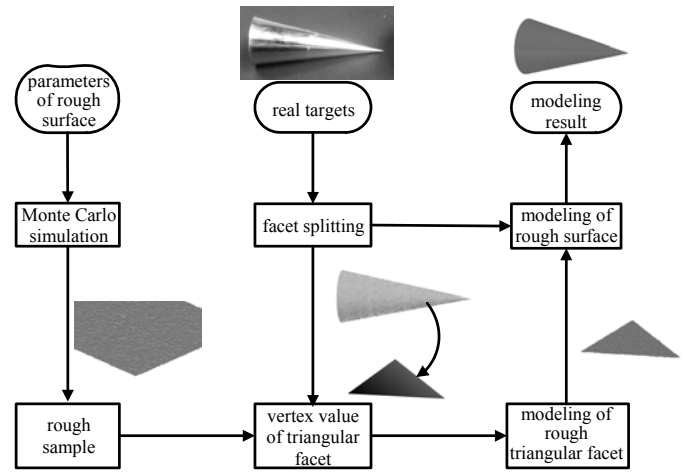 parameters
of rough
surface
real targets
modeling
result
Monte Carlo
simulation
facet splitting
modeling of
rough surface
rough
sample
vertex value
of triangular
facet
modeling of
rough
triangular facet